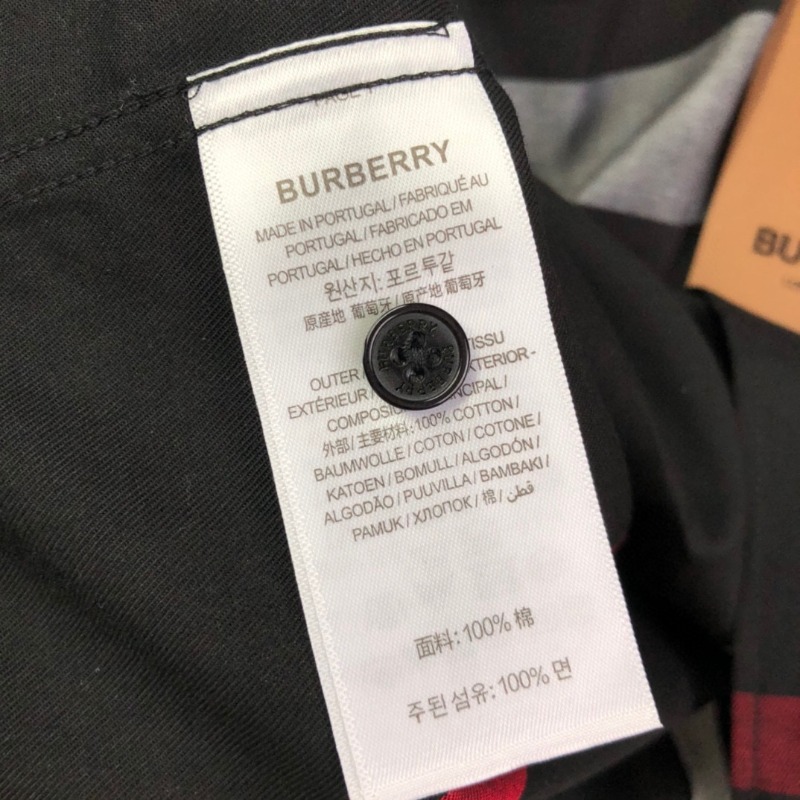 BURBERRY
MADE IN PORTUGAL / FABRIQUÉ AU
PORTUGAL / FABRICADO EM
PORTUGAL / HECHO EN PORTUGAL
원산지: 포르투갈
原産地 葡萄牙 / 原产地 葡萄牙
BURBERRY
BURBERRY
TISSU
OUTER
EXTÉRIEUR /
COMPOSI
外部 / 主要材料: 100% COTTON /
BAUMWOLLE / COTON / COTONE /
KATOEN / BOMULL / ALGODÓN /
ALGODÃO / PUUVILLA / BAMBAKI /
PAMUK / ХЛОПОК / 棉 / قطن
面料: 100% 棉
주된 섬유: 100% 면
BU